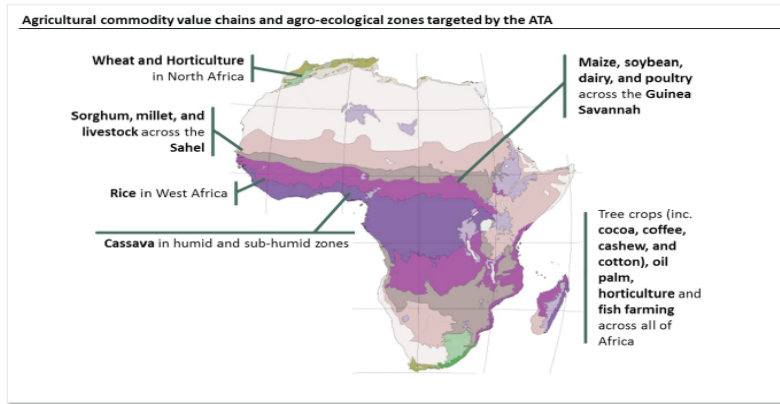 Agricultural commodity value chains and agro-ecological zones targeted by the ATA
Wheat and Horticulture
in North Africa
Maize, soybean,
dairy, and poultry
across the Guinea
Savannah
Sorghum, millet, and
livestock across the
Sahel
Rice in West Africa
Cassava in humid and sub-humid zones
Tree crops (inc.
cocoa, coffee,
cashew, and
cotton), oil
palm,
horticulture and
fish farming
across all of
Africa